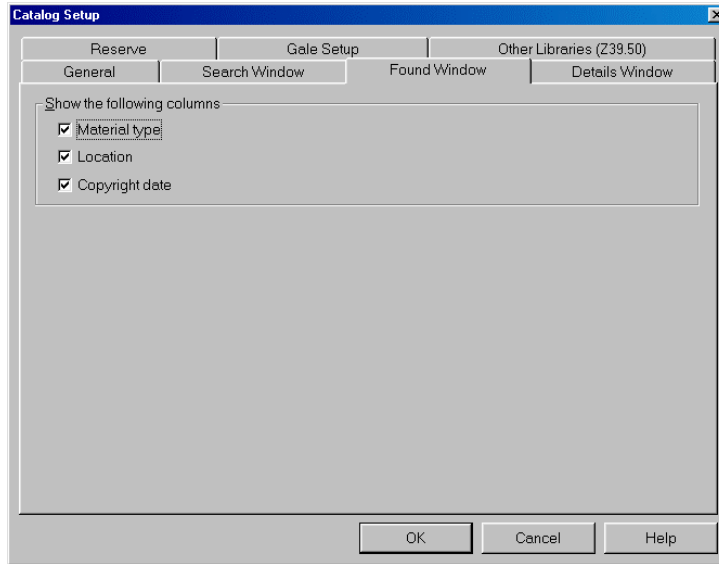 Catalog Setup
Reserve Gale Setup Other Libraries (Z39.50)
General Search Window Found Window Details Window
Show the following columns
Material type
Location
Copyright date
OK Cancel Help